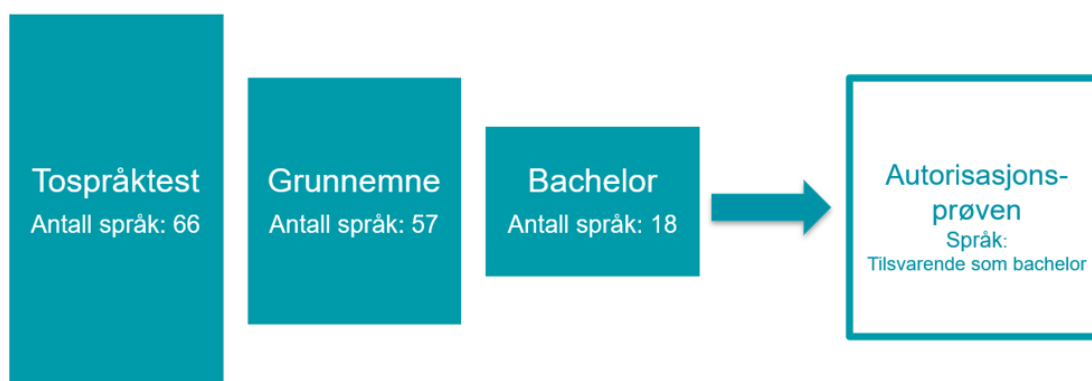 Tospråktest
Antall språk: 66
Grunnemne
Antall språk: 57
Bachelor
Antall språk: 18
Autorisasjons-
prøven
Språk:
Tilsvarende som bachelor